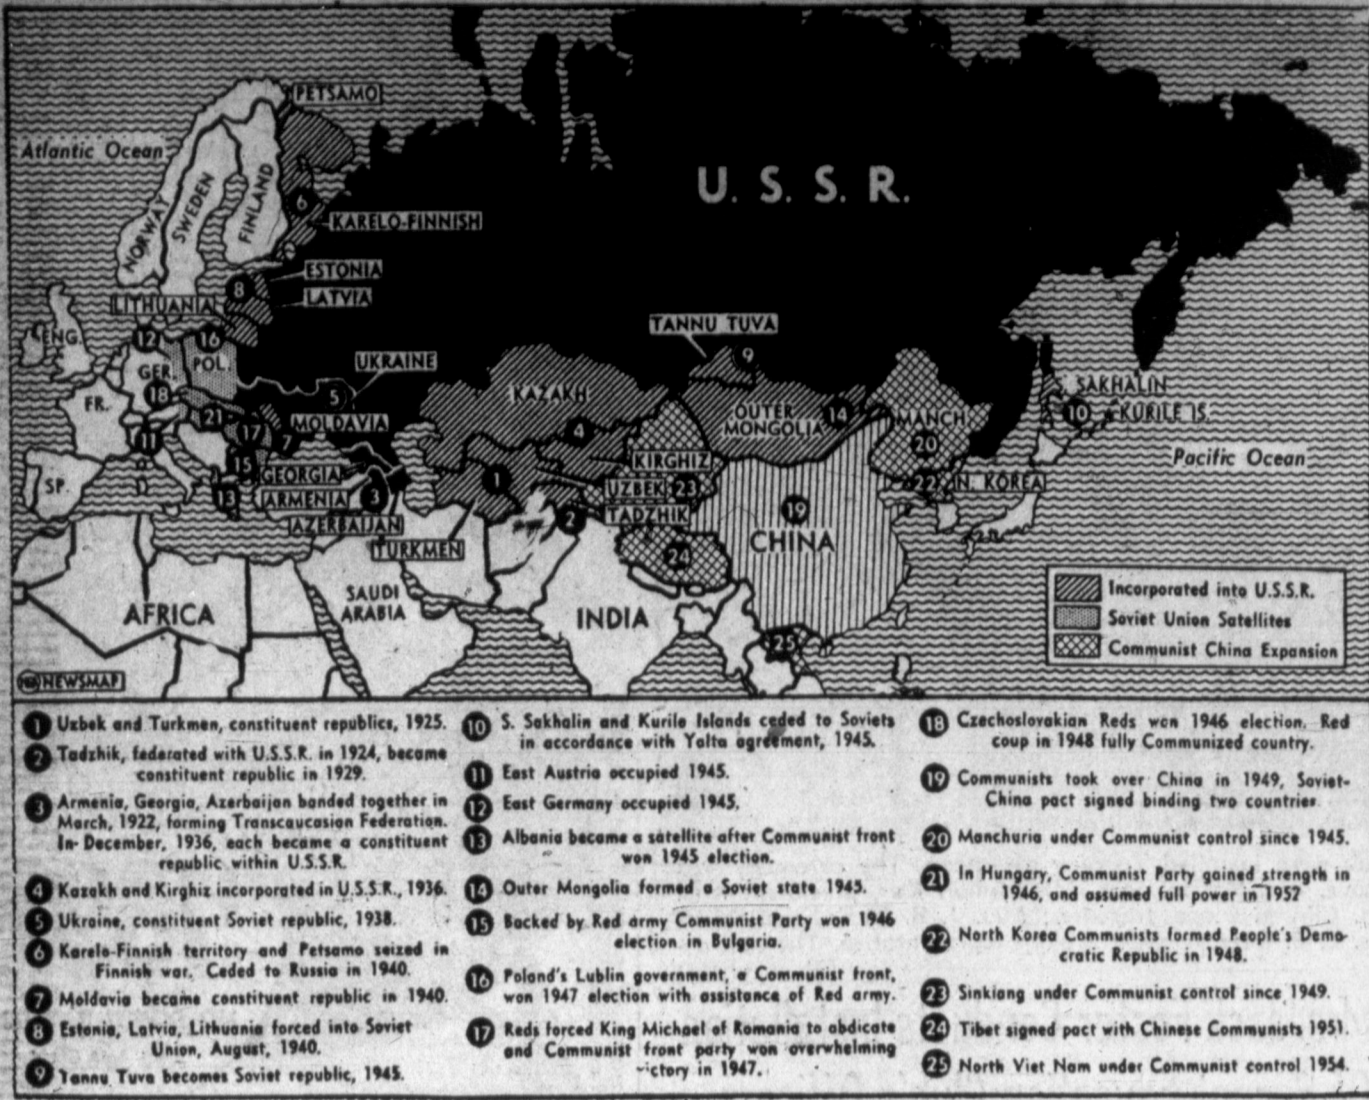 PETSAMO
Atlantic Ocean
U. S. S. R.
NORWAY
SWEDEN
FINLAND
6
KARELO-FINNISH
ESTONIA
8
LATVIA
LITHUANIA
TANNU TUVA
ENG.
12
16
9
POL.
UKRAINE
GER.
18
5
KAZAKH
S. SAKHALIN
FR.
21
MOLDAVIA
OUTER
MONGOLIA
14
MANCH.
10
KURILE IS.
11
17
7
4
20
Pacific Ocean
15
GEORGIA
KIRGHIZ
SP.
13
ARMENIA
3
1
UZBEK
23
22
N. KOREA
AZERBAIJAN
2
TADZHIK
19
TURKMEN
CHINA
24
AFRICA
SAUDI
ARABIA
INDIA
25
Incorporated into U.S.S.R.
Soviet Union Satellites
Communist China Expansion
NEWSMAP
1 Uzbek and Turkmen, constituent republics, 1925.
2 Tadzhik, federated with U.S.S.R. in 1924, became
constituent republic in 1929.
3 Armenia, Georgia, Azerbaijan banded together in
March, 1922, forming Transcaucasian Federation.
In December, 1936, each became a constituent
republic within U.S.S.R.
4 Kazakh and Kirghiz incorporated in U.S.S.R., 1936.
5 Ukraine, constituent Soviet republic, 1938.
6 Karelo-Finnish territory and Petsamo seized in
Finnish war. Ceded to Russia in 1940.
7 Moldavia became constituent republic in 1940.
8 Estonia, Latvia, Lithuania forced into Soviet
Union, August, 1940.
9 Tannu Tuva becomes Soviet republic, 1945.
10 S. Sakhalin and Kurile Islands ceded to Soviets
in accordance with Yalta agreement, 1945.
11 East Austria occupied 1945.
12 East Germany occupied 1945.
13 Albania became a satellite after Communist front
won 1945 election.
14 Outer Mongolia formed a Soviet state 1945.
15 Backed by Red army Communist Party won 1946
election in Bulgaria.
16 Poland's Lublin government, a Communist front,
won 1947 election with assistance of Red army.
17 Reds forced King Michael of Romania to abdicate
and Communist front party won overwhelming
victory in 1947.
18 Czechoslovakian Reds won 1946 election. Red
coup in 1948 fully Communized country.
19 Communists took over China in 1949, Soviet-
China pact signed binding two countries.
20 Manchuria under Communist control since 1945.
21 In Hungary, Communist Party gained strength in
1946, and assumed full power in 1952
22 North Korea Communists formed People's Demo-
cratic Republic in 1948.
23 Sinkiang under Communist control since 1949.
24 Tibet signed pact with Chinese Communists 1951.
25 North Viet Nam under Communist control 1954.